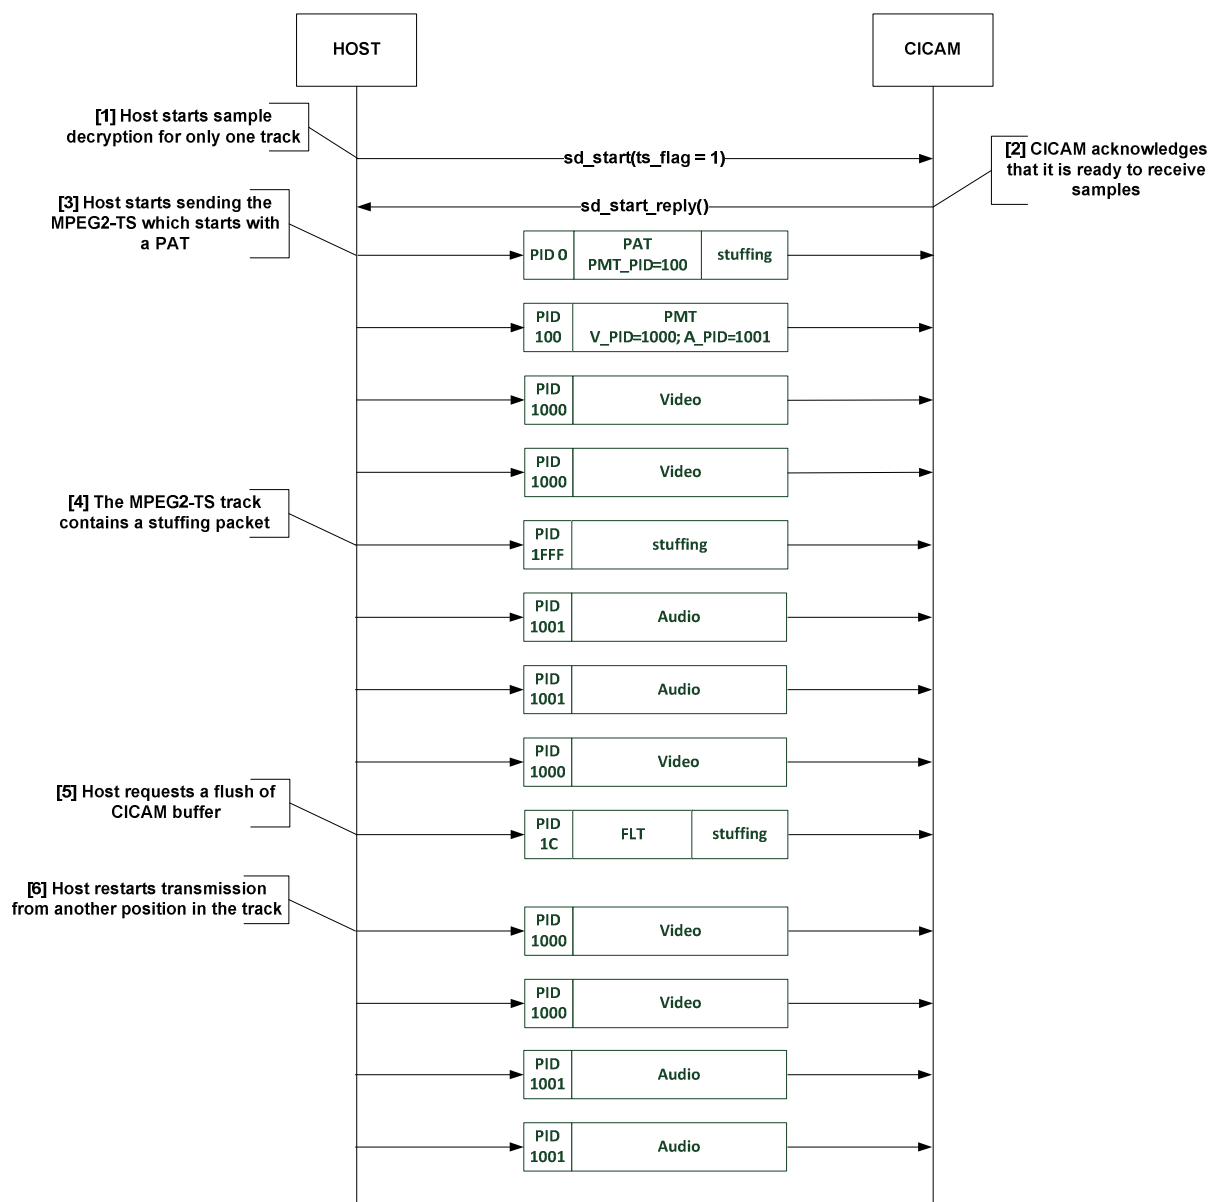 HOST
CICAM
[1] Host starts sample
decryption for only one track
sd_start(ts_flag = 1)
[2] CICAM acknowledges
that it is ready to receive
samples
[3] Host starts sending the
MPEG2-TS which starts with
a PAT
sd_start_reply()
PID 0
PAT
PMT_PID=100
stuffing
PID
100
PMT
V_PID=1000; A_PID=1001
PID
1000
Video
PID
1000
Video
[4] The MPEG2-TS track
contains a stuffing packet
PID
1FFF
stuffing
PID
1001
Audio
PID
1001
Audio
PID
1000
Video
[5] Host requests a flush of
CICAM buffer
PID
1C
FLT
stuffing
[6] Host restarts transmission
from another position in the track
PID
1000
Video
PID
1000
Video
PID
1001
Audio
PID
1001
Audio